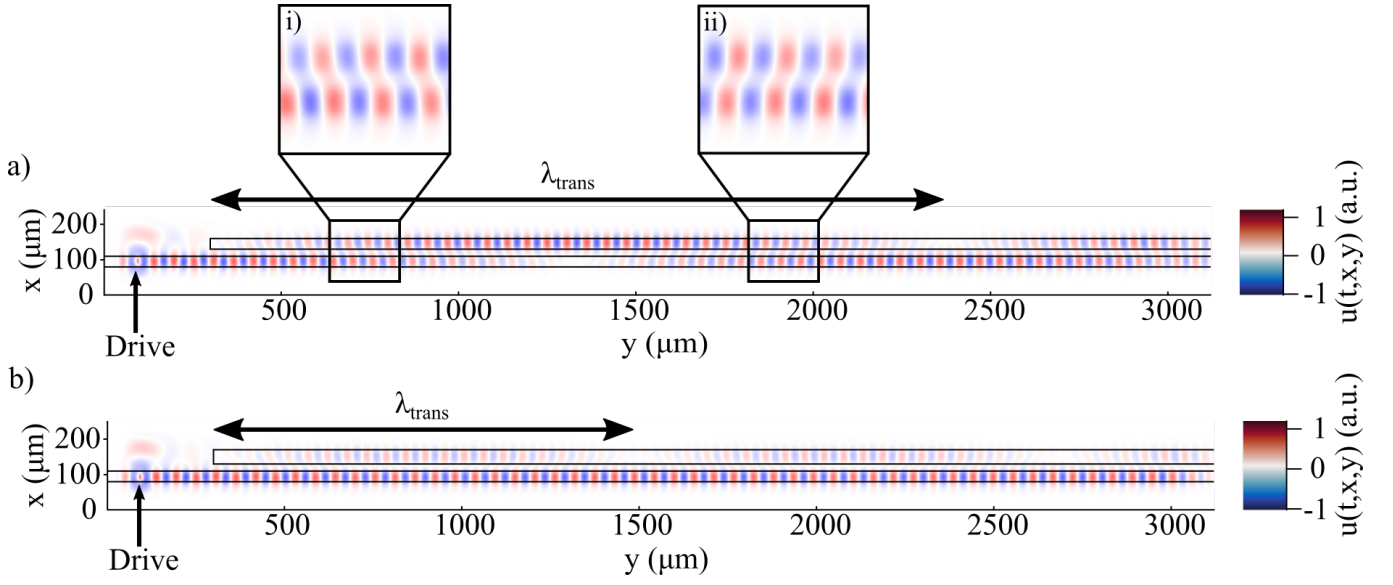 i)
ii)
a)
λtrans
200
100
0
x (μm)
500
1000
1500
2000
2500
3000
y (μm)
Drive
1
0
-1
u(t,x,y) (a.u.)
b)
λtrans
200
100
0
x (μm)
500
1000
1500
2000
2500
3000
y (μm)
Drive
1
0
-1
u(t,x,y) (a.u.)